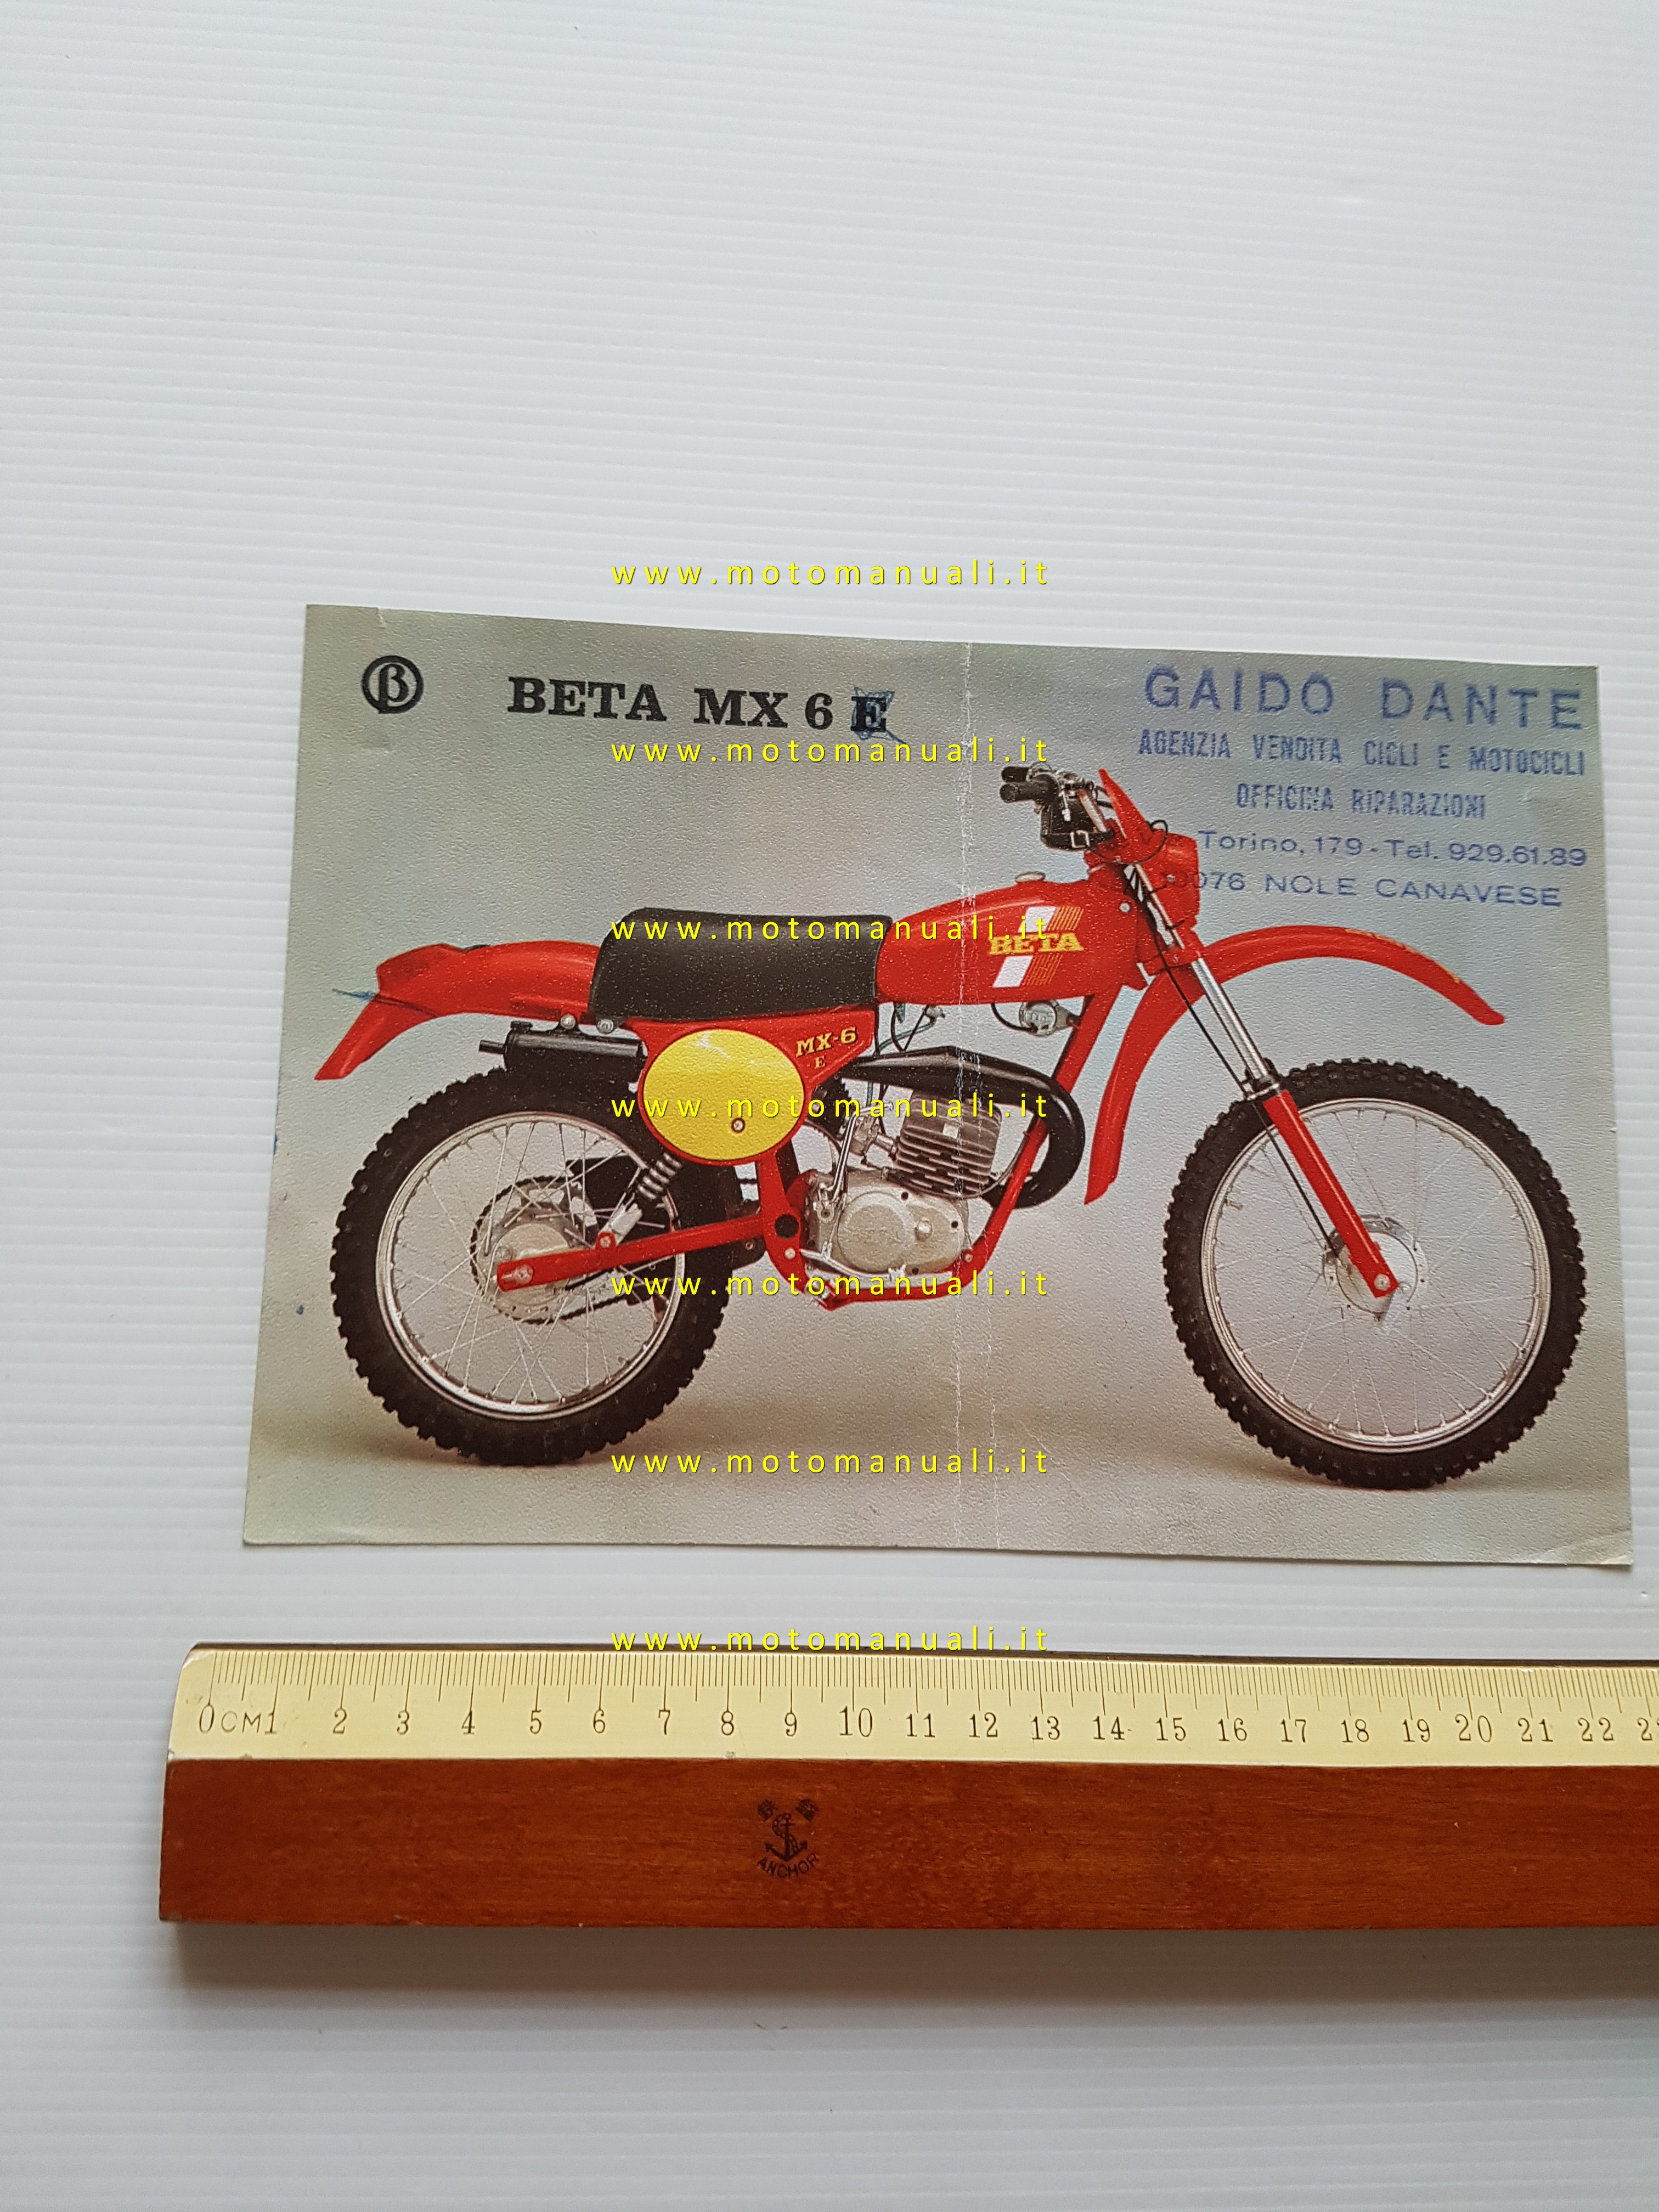 www.motomanuali.it
β
BETA MX 6 E
GAIDO DANTE
AGENZIA VENDITA CICLI E MOTOCICLI
www.motomanuali.it
OFFICINA RIPARAZIONI
Torino, 179 - Tel. 929.61.89
10076 NOLE CANAVESE
www.motomanuali.it
BETA
MX-6
E
www.motomanuali.it
www.motomanuali.it
www.motomanuali.it
www.motomanuali.it
0CM1 2 3 4 5 6 7 8 9 10 11 12 13 14 15 16 17 18 19 20 21 22
ANCHOR